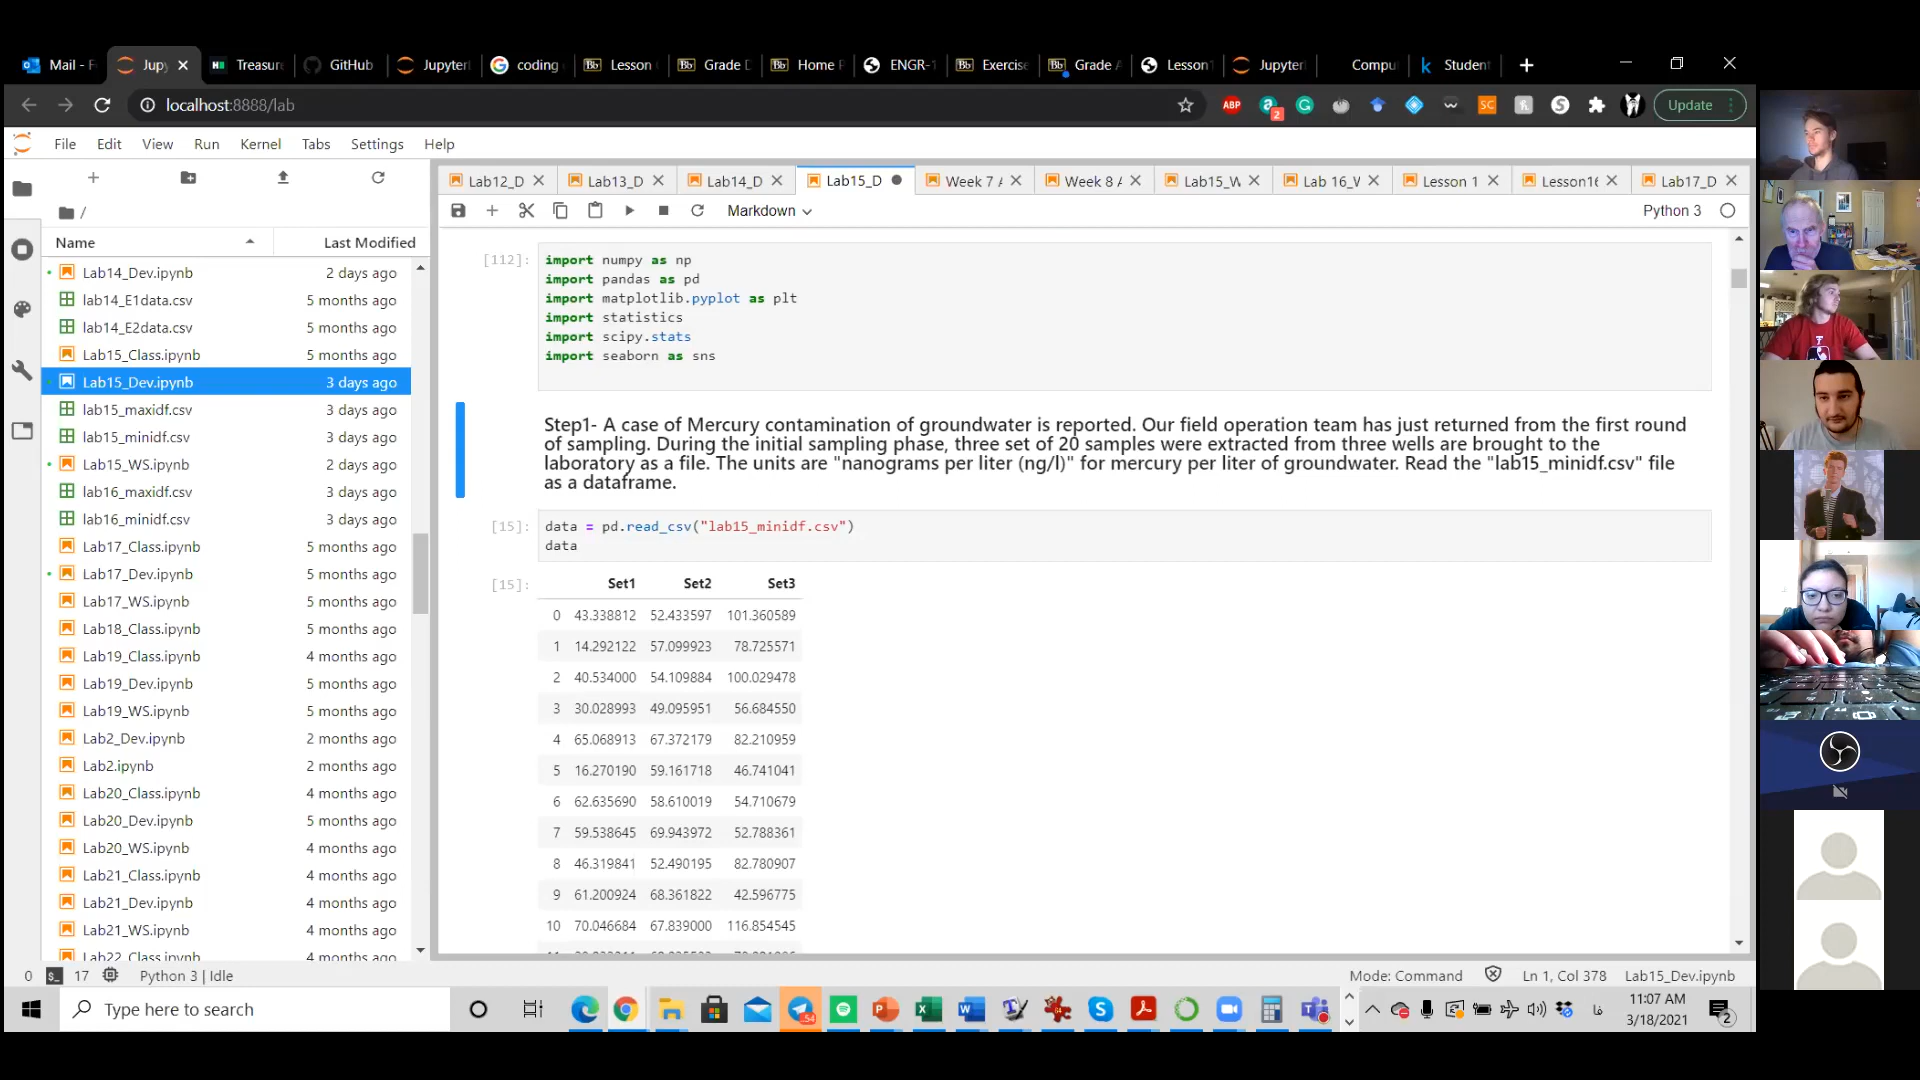 Mail - F
Jup
Treasur
GitHub
Jupyter
coding
Lesson
Grade D
Home P
ENGR-1
Exercise
Grade A
Lesson1
Jupyter
Compu
Student
localhost:8888/lab
ABP
2
SC
Update
File Edit View Run Kernel Tabs Settings Help
Lab12_D
Lab13_D
Lab14_D
Lab15_D
Week 7 A
Week 8 A
Lab15_W
Lab 16_V
Lesson 1
Lesson16
Lab17_D
Markdown
Python 3
/
Name Last Modified
Lab14_Dev.ipynb 2 days ago
lab14_E1data.csv 5 months ago
lab14_E2data.csv 5 months ago
Lab15_Class.ipynb 5 months ago
Lab15_Dev.ipynb 3 days ago
lab15_maxidf.csv 3 days ago
lab15_minidf.csv 3 days ago
Lab15_WS.ipynb 2 days ago
lab16_maxidf.csv 3 days ago
lab16_minidf.csv 3 days ago
Lab17_Class.ipynb 5 months ago
Lab17_Dev.ipynb 5 months ago
Lab17_WS.ipynb 5 months ago
Lab18_Class.ipynb 5 months ago
Lab19_Class.ipynb 4 months ago
Lab19_Dev.ipynb 5 months ago
Lab19_WS.ipynb 5 months ago
Lab2_Dev.ipynb 2 months ago
Lab2.ipynb 2 months ago
Lab20_Class.ipynb 4 months ago
Lab20_Dev.ipynb 5 months ago
Lab20_WS.ipynb 4 months ago
Lab21_Class.ipynb 4 months ago
Lab21_Dev.ipynb 4 months ago
Lab21_WS.ipynb 4 months ago
Lab22_Class.ipynb 4 months ago
[112]: import numpy as np
import pandas as pd
import matplotlib.pyplot as plt
import statistics
import scipy.stats
import seaborn as sns
Step1- A case of Mercury contamination of groundwater is reported. Our field operation team has just returned from the first round
of sampling. During the initial sampling phase, three set of 20 samples were extracted from three wells are brought to the
laboratory as a file. The units are "nanograms per liter (ng/l)" for mercury per liter of groundwater. Read the "lab15_minidf.csv" file
as a dataframe.
[15]: data = pd.read_csv("lab15_minidf.csv")
data
[15]: Set1 Set2 Set3
0 43.338812 52.433597 101.360589
1 14.292122 57.099923 78.725571
2 40.534000 54.109884 100.029478
3 30.028993 49.095951 56.684550
4 65.068913 67.372179 82.210959
5 16.270190 59.161718 46.741041
6 62.635690 58.610019 54.710679
7 59.538645 69.943972 52.788361
8 46.319841 52.490195 82.780907
9 61.200924 68.361822 42.596775
10 70.046684 67.839000 116.854545
0 17 Python 3 | Idle
Mode: Command Ln 1, Col 378 Lab15_Dev.ipynb
Type here to search
11:07 AM
3/18/2021
2